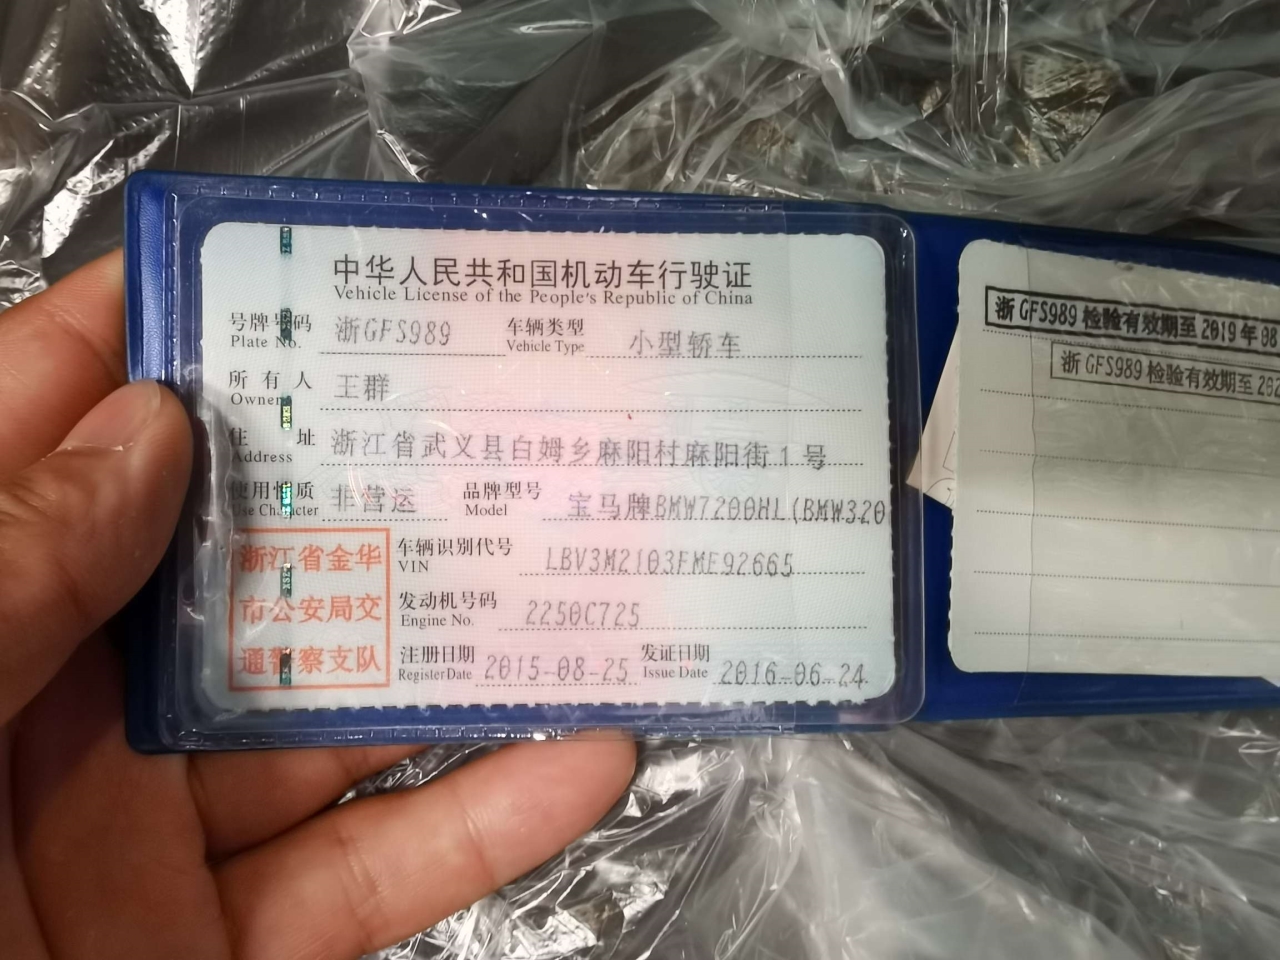 中华人民共和国机动车行驶证
Vehicle License of the People's Republic of China
号牌号码 浙GFS989 车辆类型 小型轿车
Plate No. Vehicle Type
所有人 王群
Owner
住址 浙江省武义县白姆乡麻阳村麻阳街1号
Address
使用性质 非营运 品牌型号 宝马牌BMW7200HL(BMW320
Use Character Model
浙江省金华
市公安局交
通警察支队
车辆识别代号 LBV3M2103FME92665
VIN
发动机号码 2250C725
Engine No.
注册日期 2015-08-25 发证日期 2016-06-24
Register Date Issue Date
浙GFS989检验有效期至2019年08
浙GFS989检验有效期至202